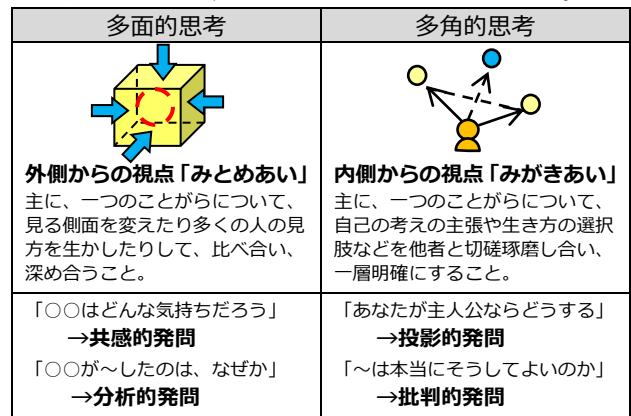 多面的思考
多角的思考
外側からの視点「みとめあい」
主に、一つのことがらについて、
見る側面を変えたり多くの人の見
方を生かしたりして、比べ合い、
深め合うこと。
内側からの視点「みがきあい」
主に、一つのことがらについて、
自己の考えの主張や生き方の選択
肢などを他者と切磋琢磨し合い、
一層明確にすること。
「○○はどんな気持ちだろう」
→共感的発問
「○○が～したのは、なぜか」
→分析的発問
「あなたが主人公ならどうする」
→投影的発問
「～は本当にそうしてよいのか」
→批判的発問